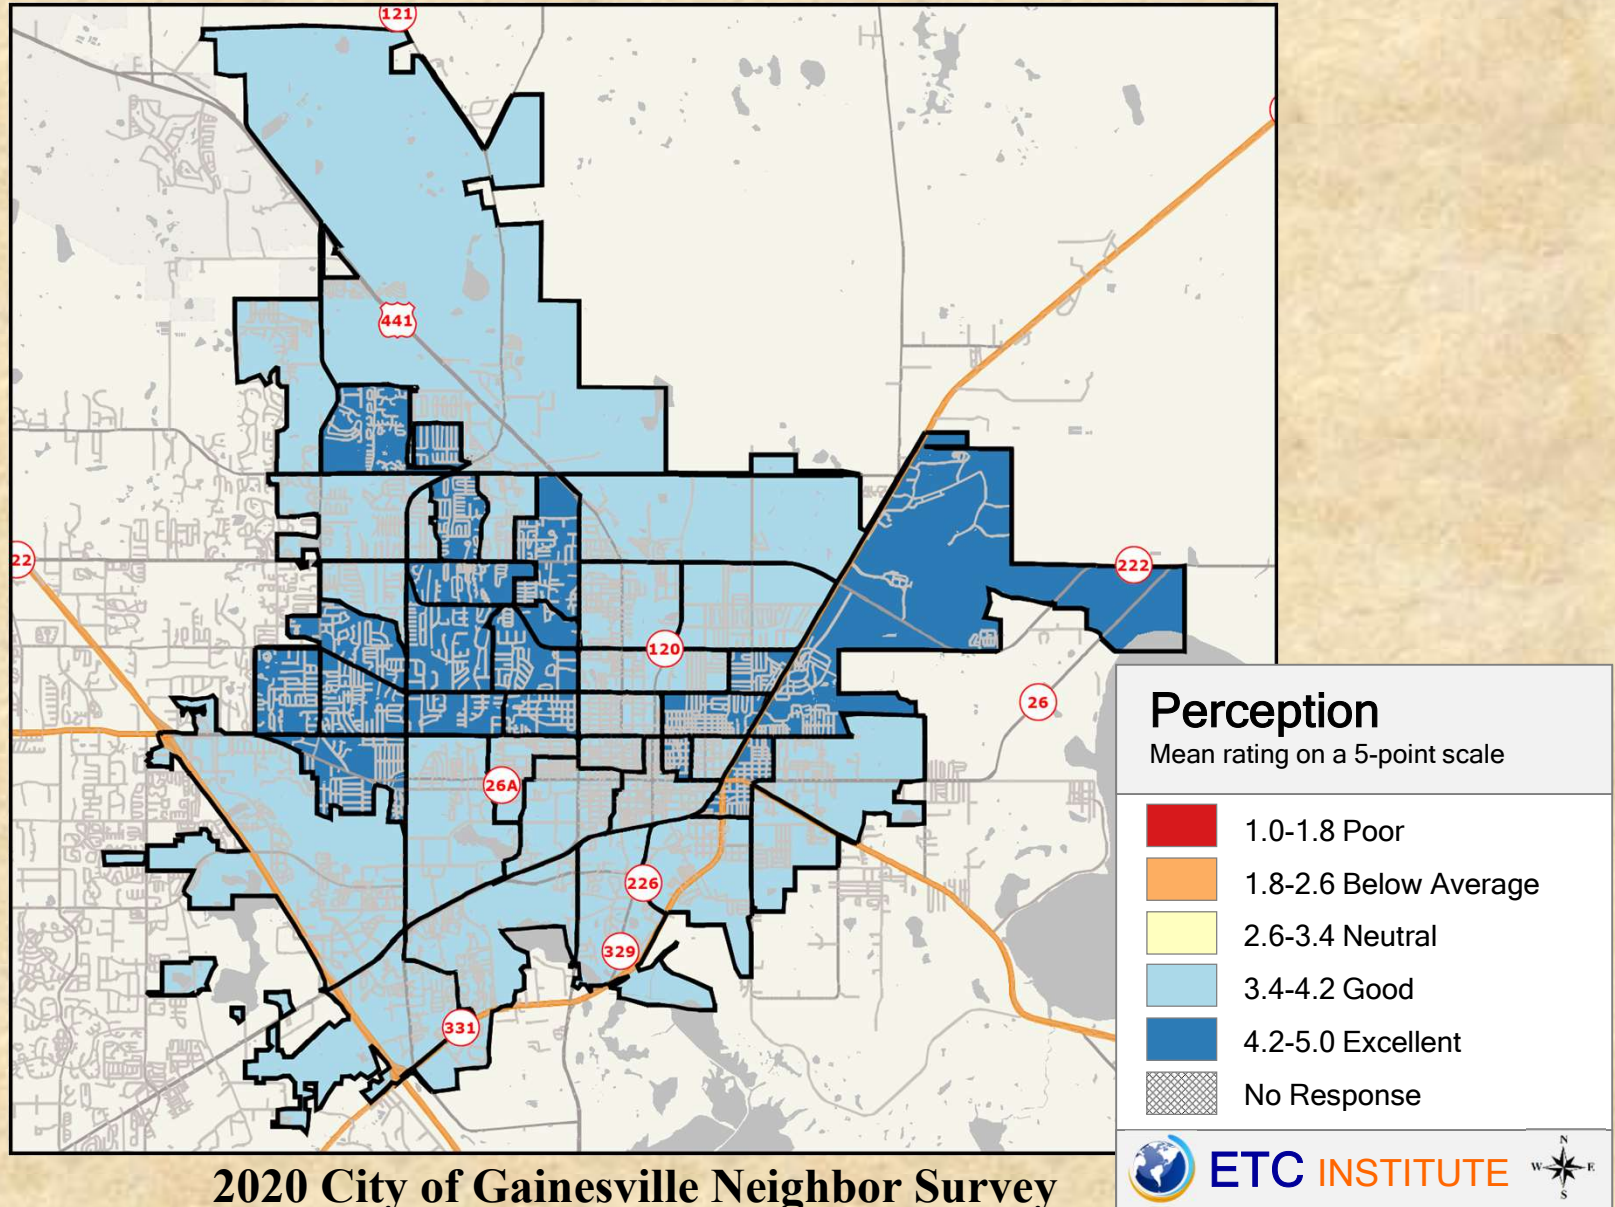 121
441
22
222
120
26
26A
226
329
331
Perception
Mean rating on a 5-point scale
1.0-1.8 Poor
1.8-2.6 Below Average
2.6-3.4 Neutral
3.4-4.2 Good
4.2-5.0 Excellent
No Response
N
W E
S
ETC INSTITUTE
2020 City of Gainesville Neighbor Survey